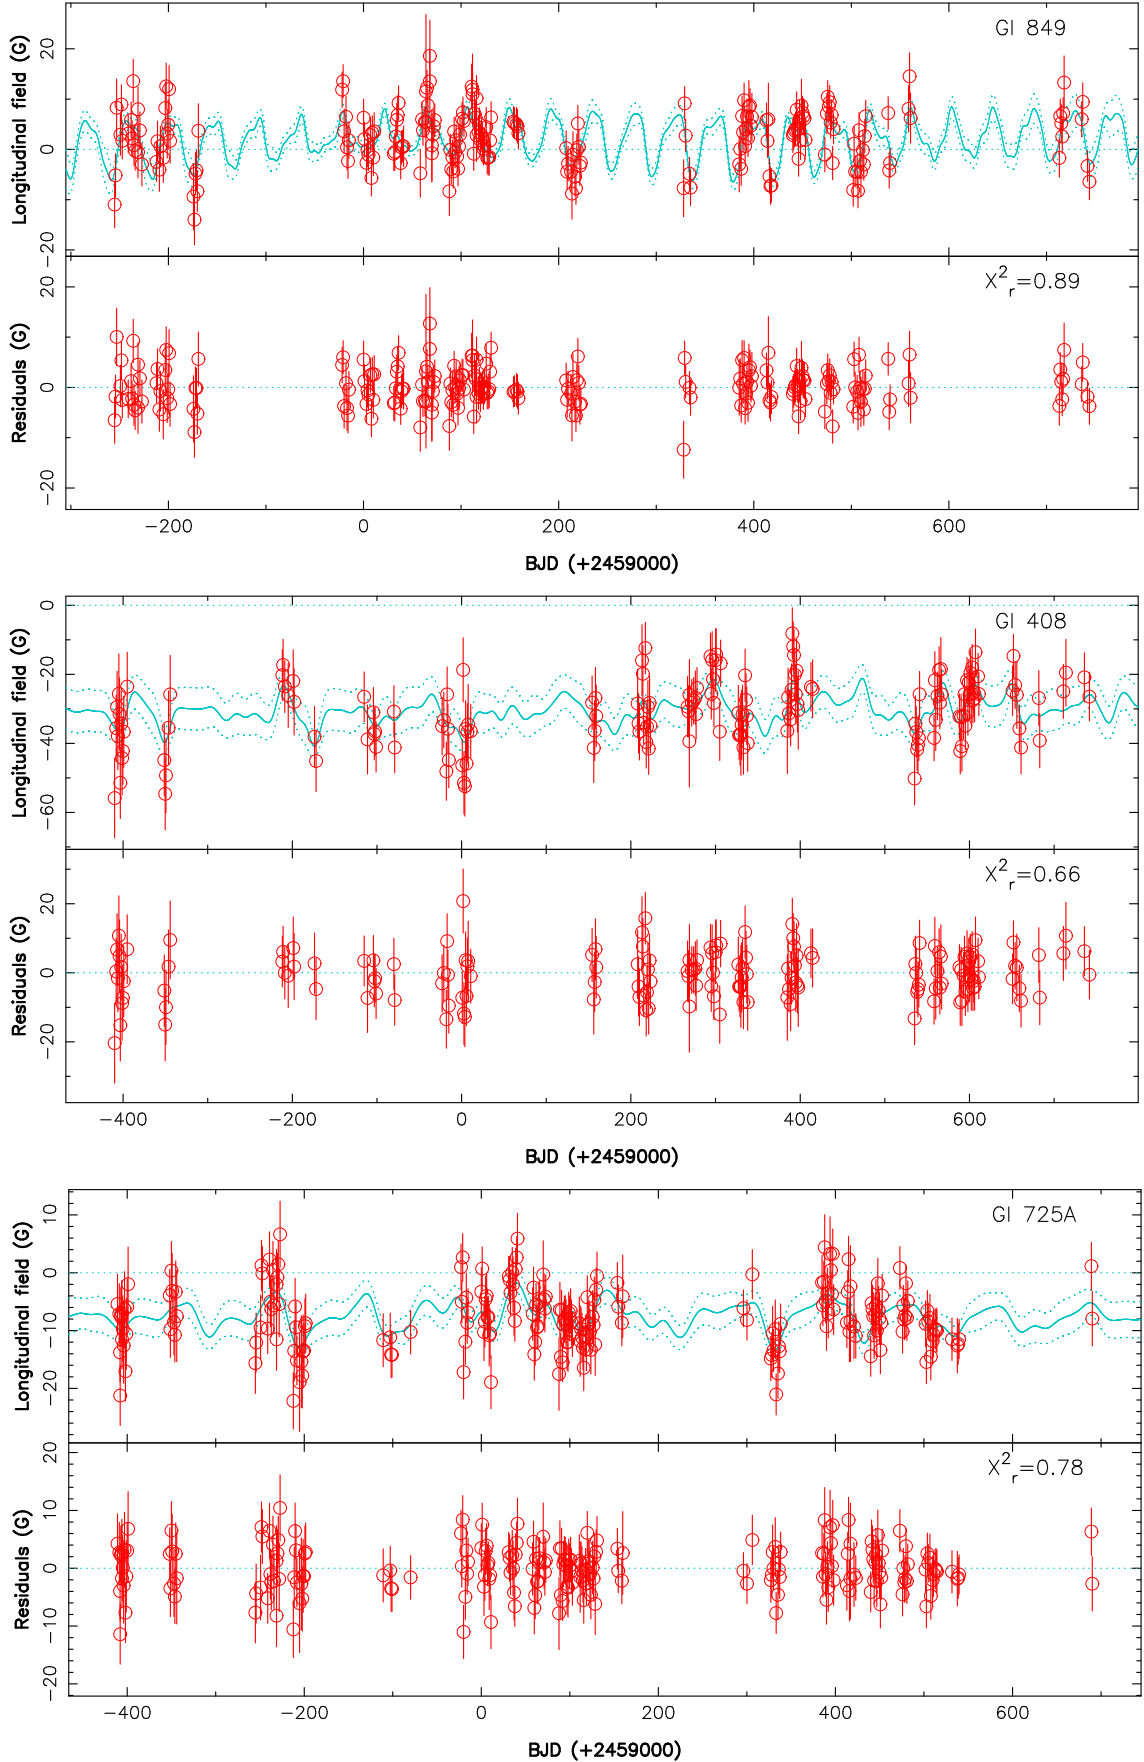 Gl 849
Longitudinal field (G)
20
0
−20
Χ²ᵣ=0.89
Residuals (G)
20
0
−20
−200 0 200 400 600
BJD (+2459000)
Gl 408
Longitudinal field (G)
0
−20
−40
−60
Χ²ᵣ=0.66
Residuals (G)
20
0
−20
−400 −200 0 200 400 600
BJD (+2459000)
Gl 725A
Longitudinal field (G)
10
0
−10
−20
Χ²ᵣ=0.78
Residuals (G)
20
10
0
−10
−20
−400 −200 0 200 400 600
BJD (+2459000)